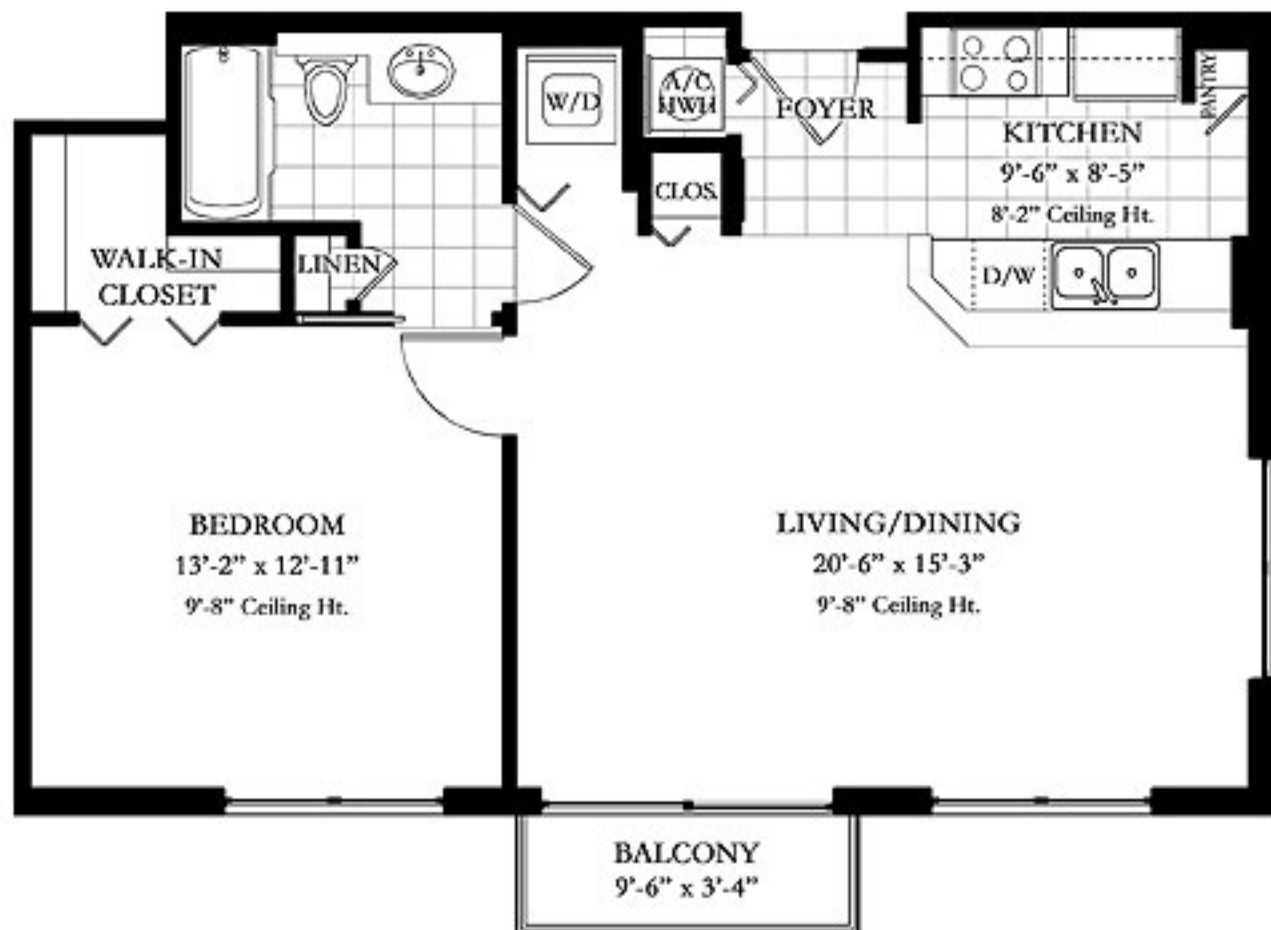 W/D
A/C
HWH
FOYER
PANTRY
KITCHEN
9'-6" x 8'-5"
8'-2" Ceiling Ht.
CLOS.
WALK-IN
CLOSET
LINEN
D/W
BEDROOM
13'-2" x 12'-11"
9'-8" Ceiling Ht.
LIVING/DINING
20'-6" x 15'-3"
9'-8" Ceiling Ht.
BALCONY
9'-6" x 3'-4"